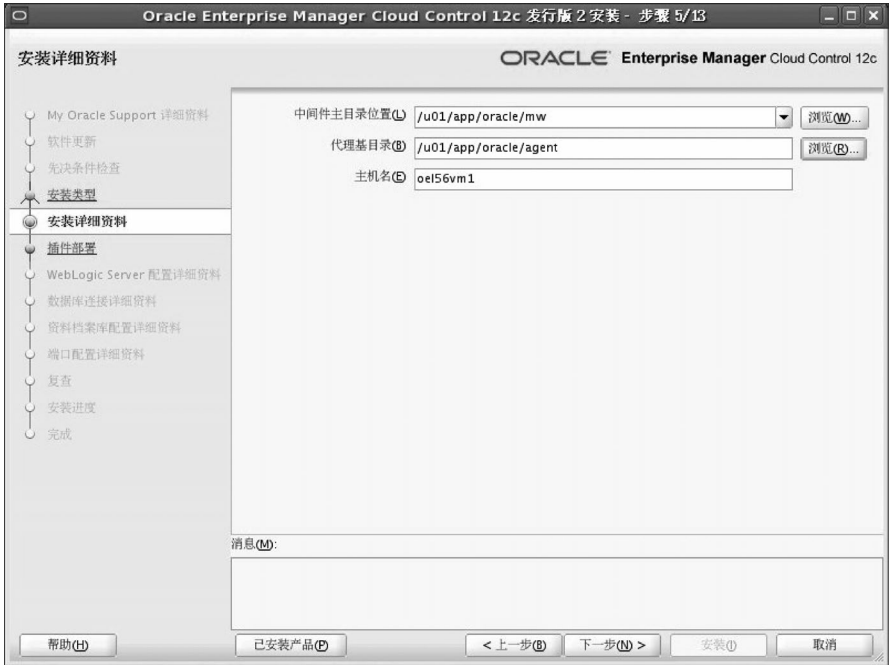 Oracle Enterprise Manager Cloud Control 12c 发行版 2 安装 - 步骤 5/13
安装详细资料
ORACLE Enterprise Manager Cloud Control 12c
My Oracle Support 详细资料
软件更新
先决条件检查
安装类型
安装详细资料
插件部署
WebLogic Server 配置详细资料
数据库连接详细资料
资料档案库配置详细资料
端口配置详细资料
复查
安装进度
完成
中间件主目录位置(L) /u01/app/oracle/mw 浏览(W)...
代理基目录(B) /u01/app/oracle/agent 浏览(R)...
主机名(E) oel56vm1
消息(M):
帮助(H) 已安装产品(P) < 上一步(B) 下一步(N) > 安装(I) 取消